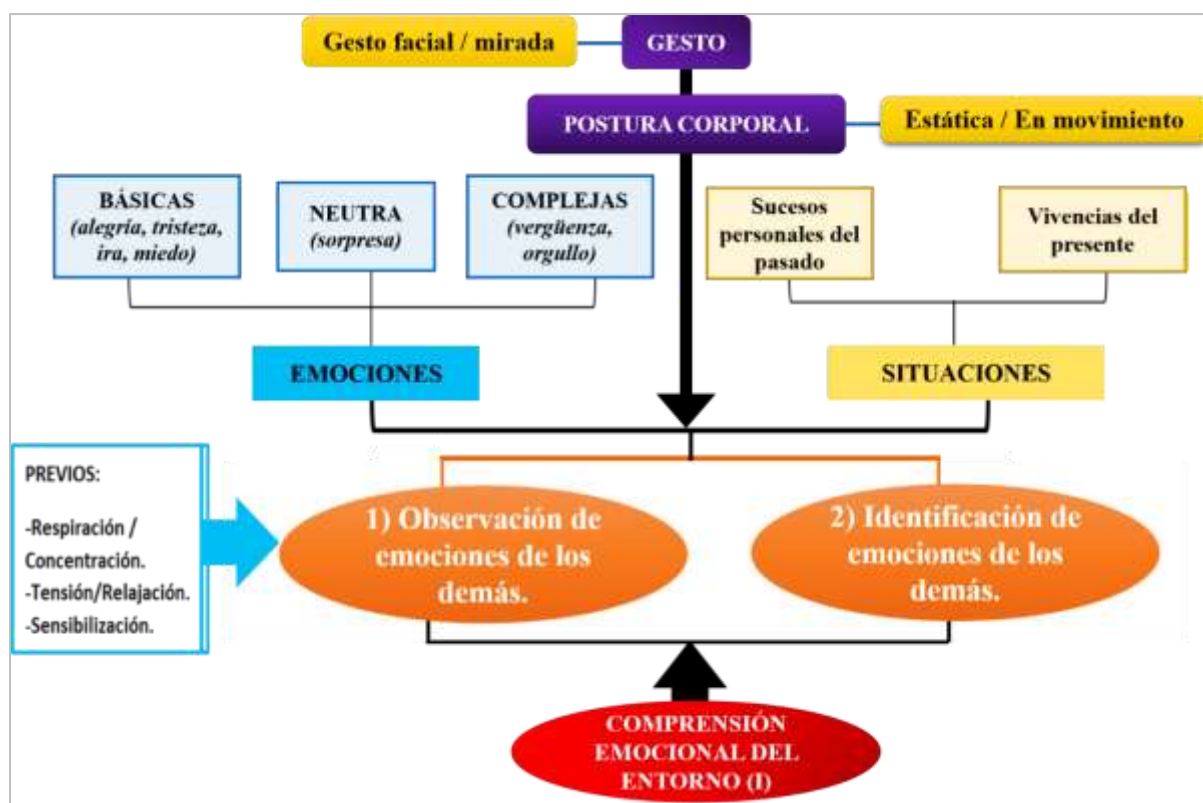 Gesto facial / mirada
GESTO
POSTURA CORPORAL
Estática / En movimiento
BÁSICAS
(alegría, tristeza,
ira, miedo)
NEUTRA
(sorpresa)
COMPLEJAS
(vergüenza,
orgullo)
Sucesos
personales del
pasado
Vivencias del
presente
EMOCIONES
SITUACIONES
PREVIOS:
-Respiración /
Concentración.
-Tensión/Relajación.
-Sensibilización.
1) Observación de
emociones de los
demás.
2) Identificación de
emociones de los
demás.
COMPRENSIÓN
EMOCIONAL DEL
ENTORNO (I)